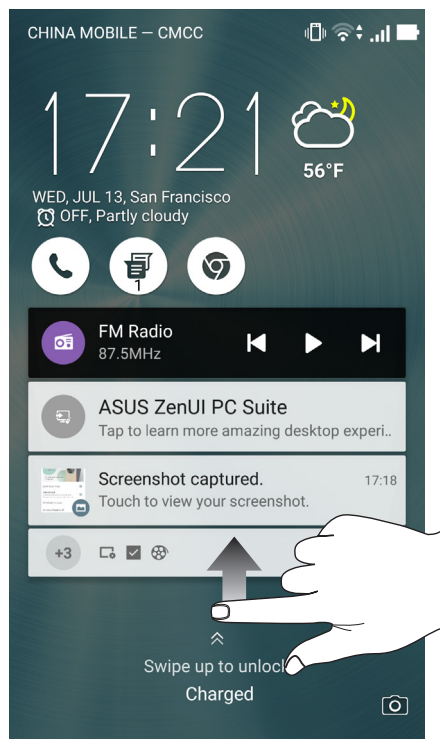 CHINA MOBILE — CMCC
17:21
56°F
WED, JUL 13, San Francisco
OFF, Partly cloudy
1
FM Radio
87.5MHz
ASUS ZenUI PC Suite
Tap to learn more amazing desktop experi..
Screenshot captured.
17:18
Touch to view your screenshot.
+3
Swipe up to unlock
Charged